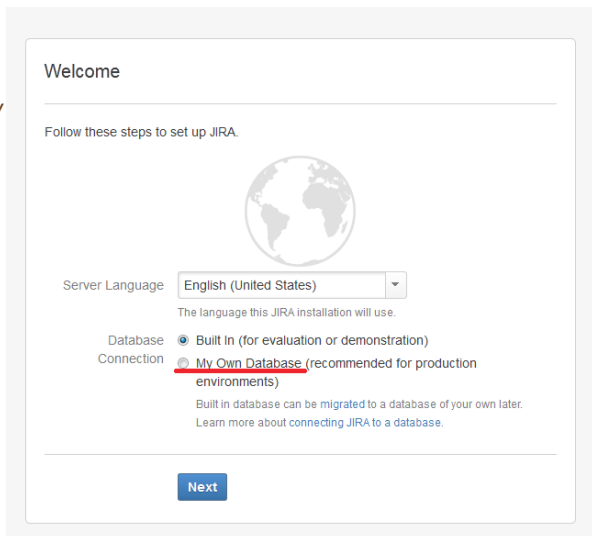 Welcome
Follow these steps to set up JIRA.
Server Language English (United States)
The language this JIRA installation will use.
Database Connection
Built In (for evaluation or demonstration)
My Own Database (recommended for production
environments)
Built in database can be migrated to a database of your own later.
Learn more about connecting JIRA to a database.
Next